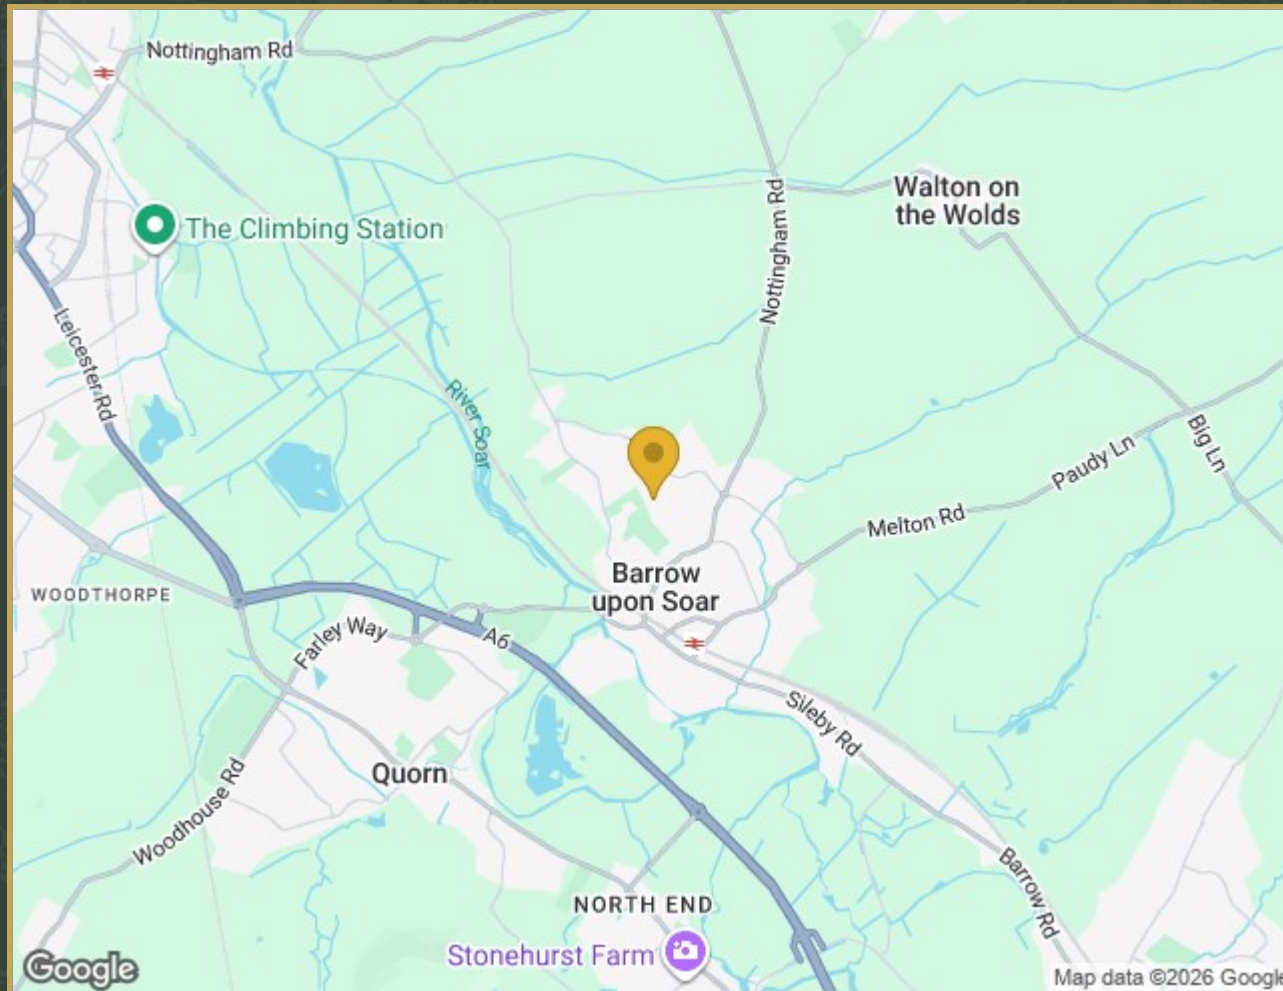 Nottingham Rd
Walton on
the Wolds
The Climbing Station
Nottingham Rd
Leicester Rd
River Soar
Big Ln
Paudy Ln
Melton Rd
Barrow
upon Soar
WOODTHORPE
Farley Way
A6
Sileby Rd
Quorn
Woodhouse Rd
Barrow Rd
NORTH END
Stonehurst Farm
Google
Map data ©2026 Google